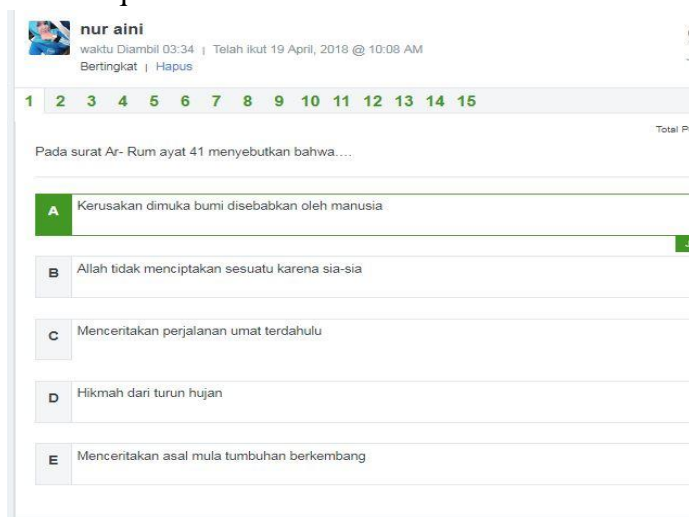 nur aini
waktu Diambil 03:34 | Telah ikut 19 April, 2018 @ 10:08 AM
Bertingkat | Hapus
1 2 3 4 5 6 7 8 9 10 11 12 13 14 15
Total
Pada surat Ar- Rum ayat 41 menyebutkan bahwa....
A Kerusakan dimuka bumi disebabkan oleh manusia
B Allah tidak menciptakan sesuatu karena sia-sia
C Menceritakan perjalanan umat terdahulu
D Hikmah dari turun hujan
E Menceritakan asal mula tumbuhan berkembang